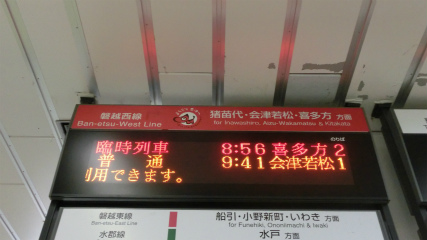 磐越西線 猪苗代・会津若松・喜多方 方面
Ban-etsu-West Line for Inawashiro, Aizu-Wakamatsu & Kitakata
のりば
臨時列車 8:56 喜多方 2
普通 9:41 会津若松 1
利用できます。
磐越東線 船引・小野新町・いわき 方面
Ban-etsu-East Line for Funehiki, Ononiimachi & Iwaki
水郡線 水戸 方面